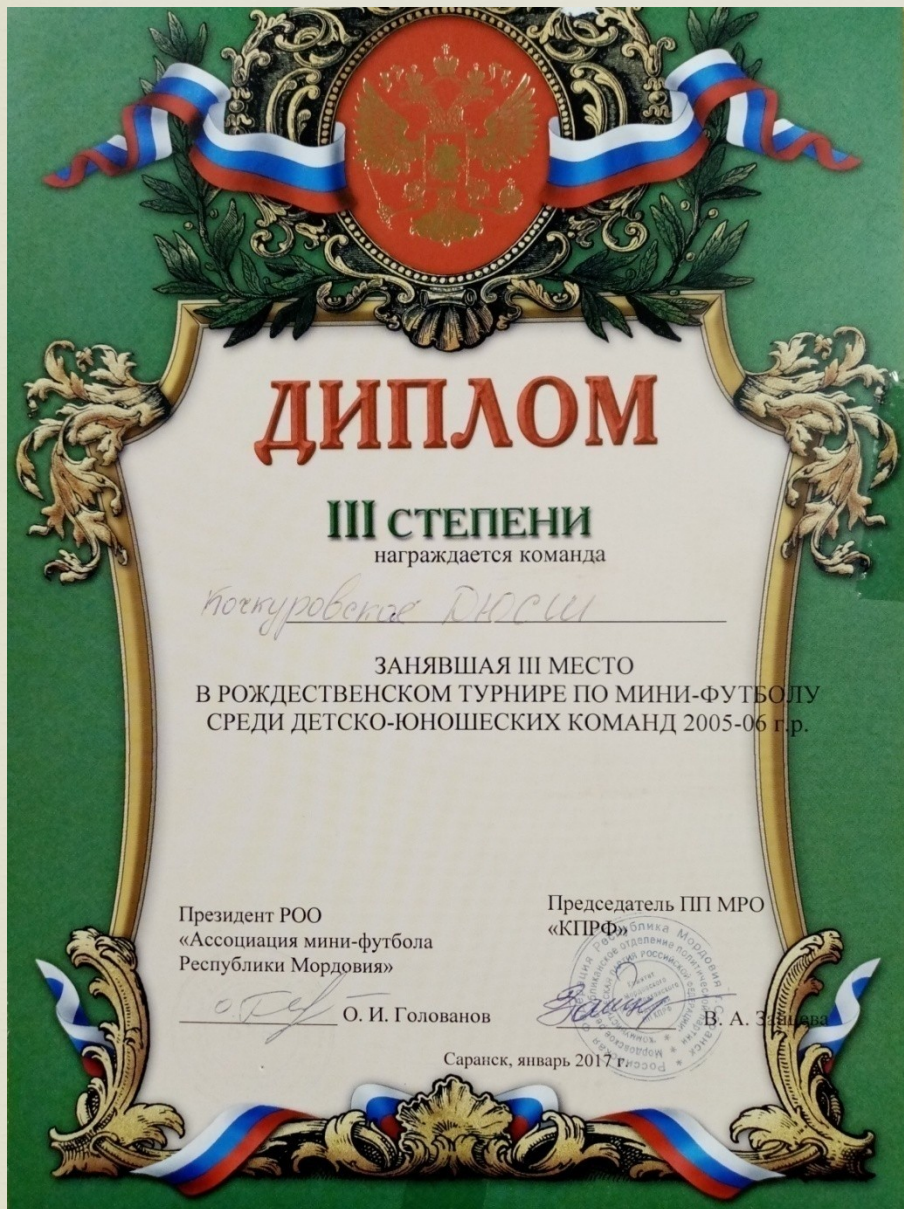 ДИПЛОМ
III СТЕПЕНИ
награждается команда
Кочкуровская ДЮСШ
ЗАНЯВШАЯ III МЕСТО
В РОЖДЕСТВЕНСКОМ ТУРНИРЕ ПО МИНИ-ФУТБОЛУ
СРЕДИ ДЕТСКО-ЮНОШЕСКИХ КОМАНД 2005-06 г.р.
Президент РОО
«Ассоциация мини-футбола
Республики Мордовия»
О. И. Голованов
Председатель ПП МРО
«КПРФ»
В. А. Зайцева
Саранск, январь 2017 г.